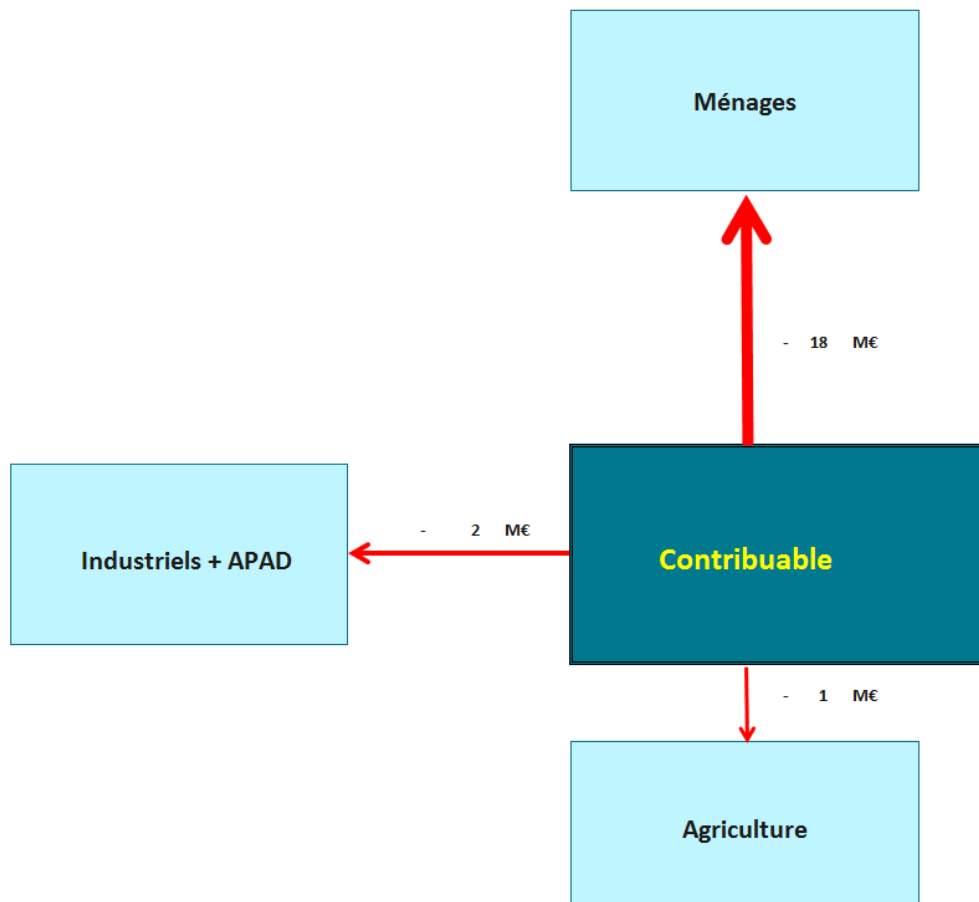 Ménages
- 18 M€
- 2 M€
Industriels + APAD
Contribuable
- 1 M€
Agriculture